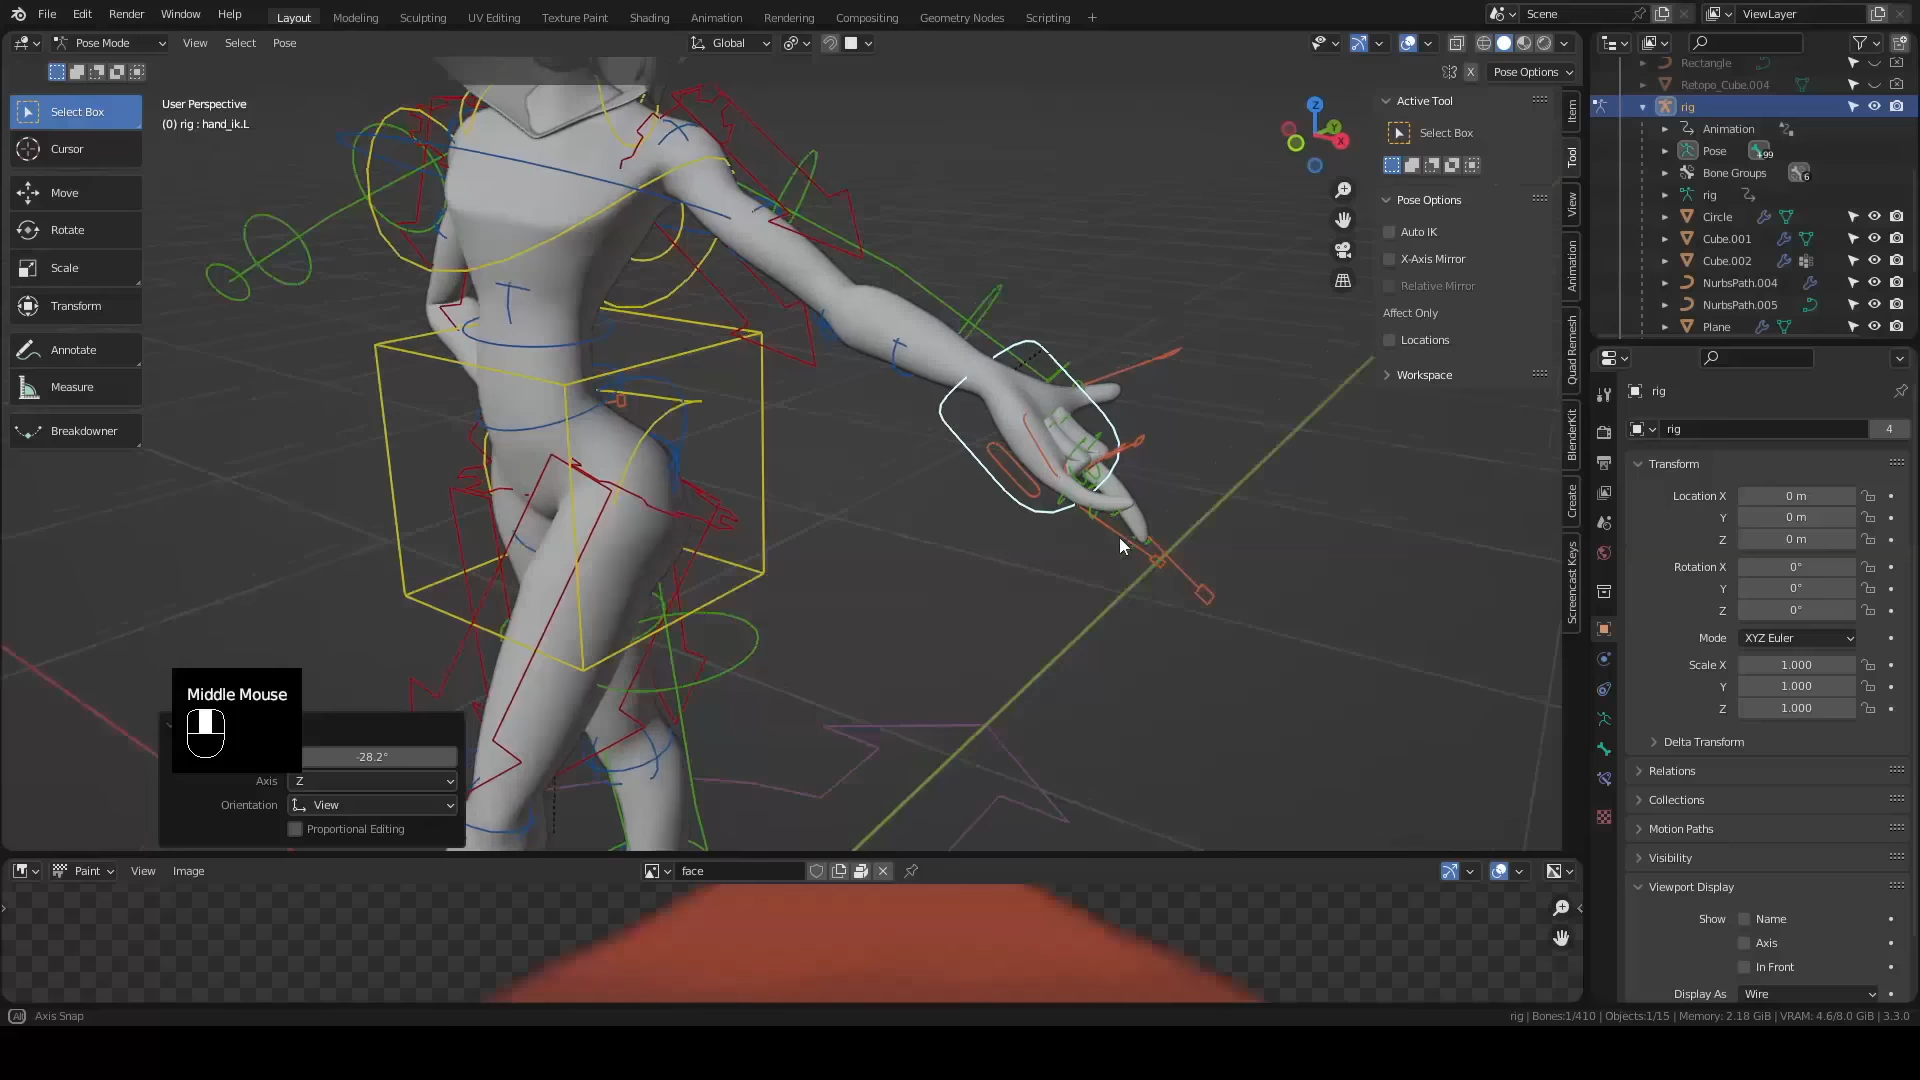 File Edit Render Window Help Layout Modeling Sculpting UV Editing Texture Paint Shading Animation Rendering Compositing Geometry Nodes Scripting + Scene ViewLayer
Pose Mode View Select Pose Global
X Pose Options
Select Box
Cursor
Move
Rotate
Scale
Transform
Annotate
Measure
Breakdowner
User Perspective
(0) rig : hand_ik.L
Z
Y
X
Active Tool
Select Box
Pose Options
Auto IK
X-Axis Mirror
Relative Mirror
Affect Only
Locations
Workspace
Item
Tool
View
Animation
Quad Remesh
BlenderKit
Create
Screencast Keys
Rectangle
Retopo_Cube.004
rig
Animation
Pose 99
Bone Groups 6
rig
Circle
Cube.001
Cube.002
NurbsPath.004
NurbsPath.005
Plane
rig
rig 4
Transform
Location X 0 m
Y 0 m
Z 0 m
Rotation X 0°
Y 0°
Z 0°
Mode XYZ Euler
Scale X 1.000
Y 1.000
Z 1.000
Delta Transform
Relations
Collections
Motion Paths
Visibility
Viewport Display
Show Name
Axis
In Front
Display As Wire
Middle Mouse
-28.2°
Axis Z
Orientation View
Proportional Editing
Paint View Image face
Axis Snap
rig | Bones:1/410 | Objects:1/15 | Memory: 2.18 GiB | VRAM: 4.6/8.0 GiB | 3.3.0